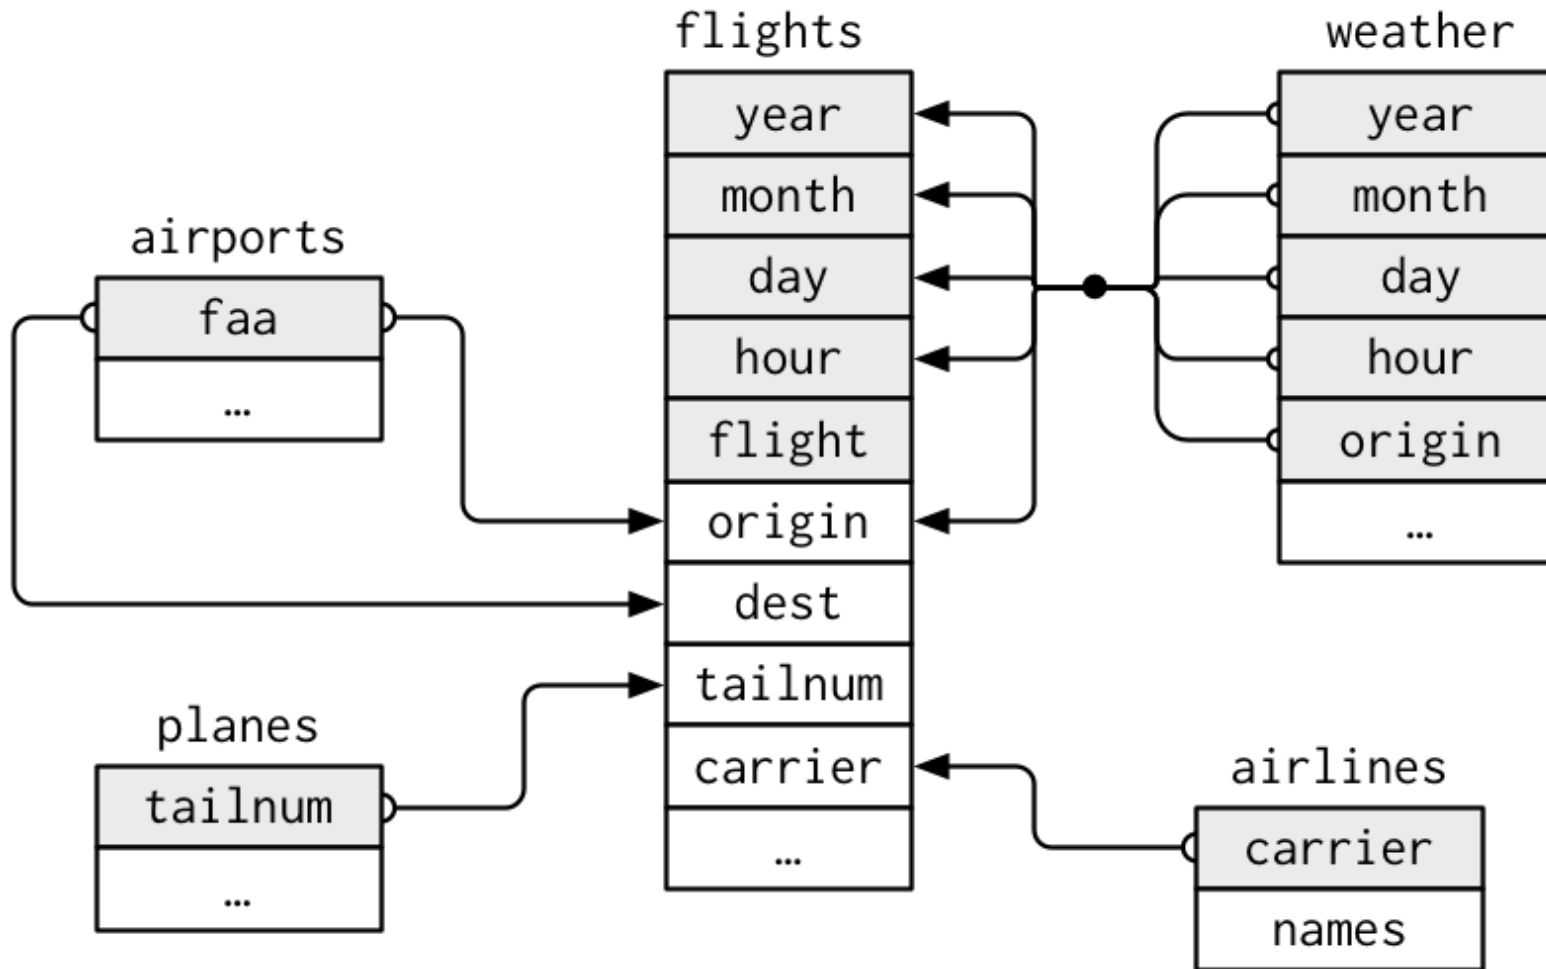 flights
year
month
day
hour
flight
origin
dest
tailnum
carrier
…
weather
year
month
day
hour
origin
…
airports
faa
…
planes
tailnum
…
airlines
carrier
names